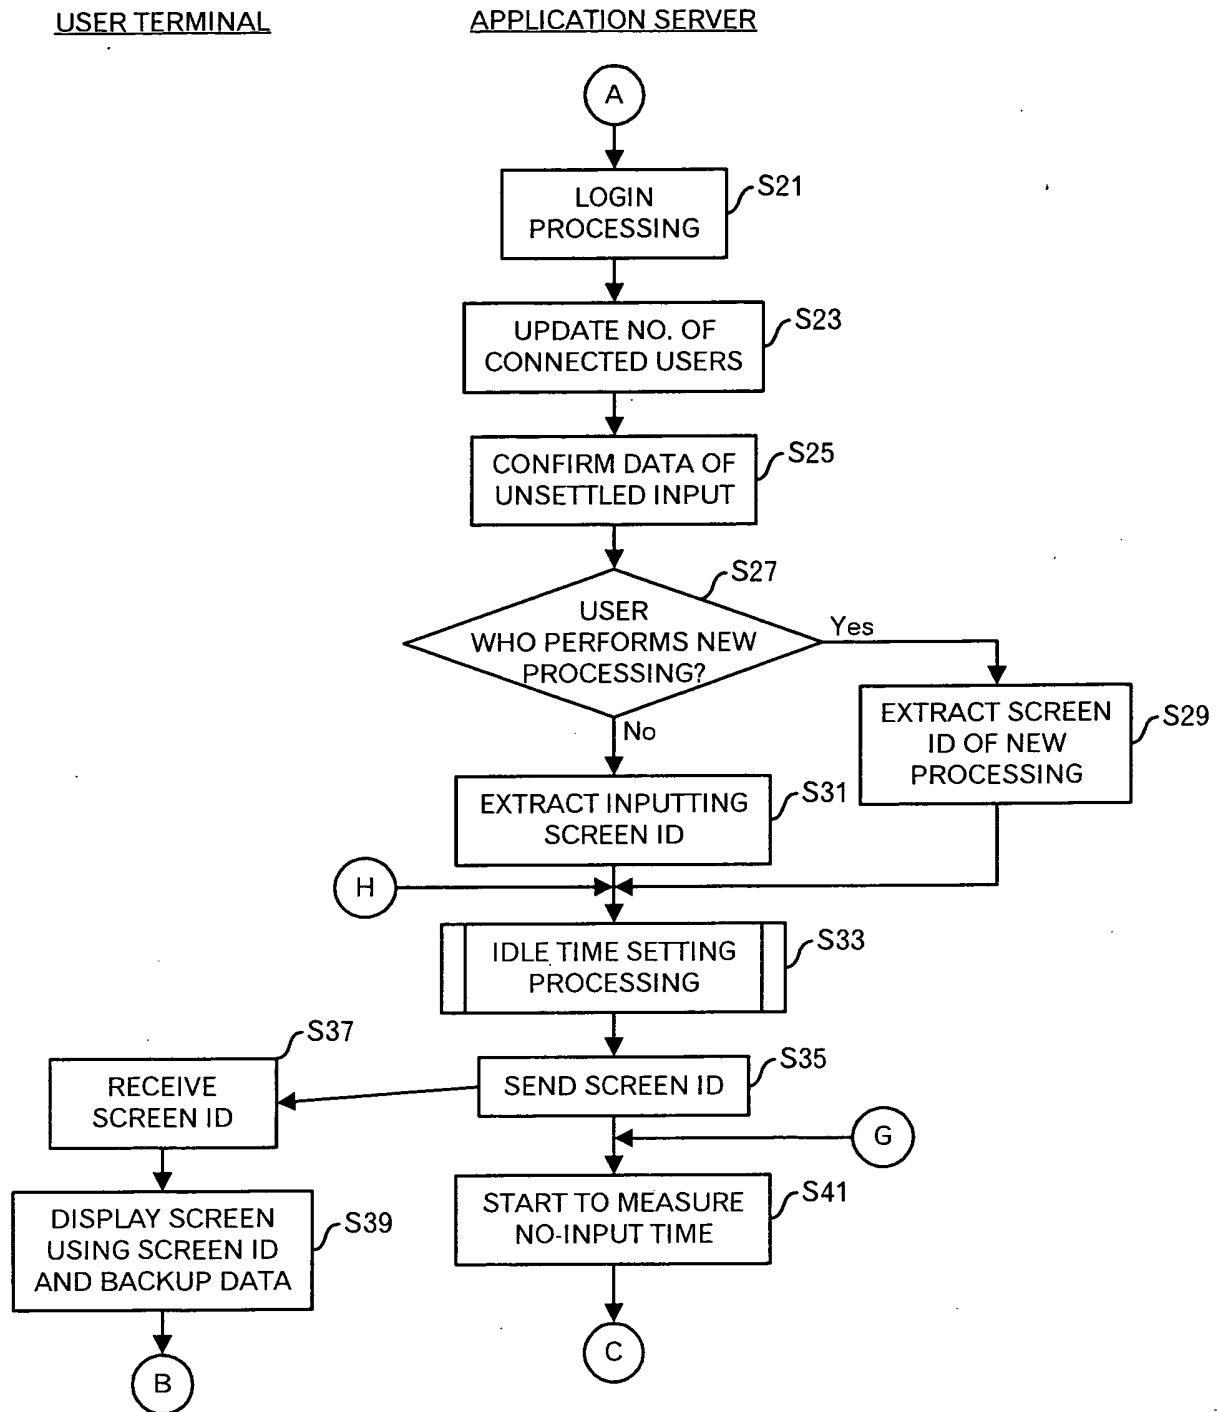 USER TERMINAL
APPLICATION SERVER
A
LOGIN
PROCESSING
S21
UPDATE NO. OF
CONNECTED USERS
S23
CONFIRM DATA OF
UNSETTLED INPUT
S25
USER
WHO PERFORMS NEW
PROCESSING?
S27
Yes
No
EXTRACT SCREEN
ID OF NEW
PROCESSING
S29
EXTRACT INPUTTING
SCREEN ID
S31
H
IDLE TIME SETTING
PROCESSING
S33
SEND SCREEN ID
S35
RECEIVE
SCREEN ID
S37
G
DISPLAY SCREEN
USING SCREEN ID
AND BACKUP DATA
S39
START TO MEASURE
NO-INPUT TIME
S41
B
C